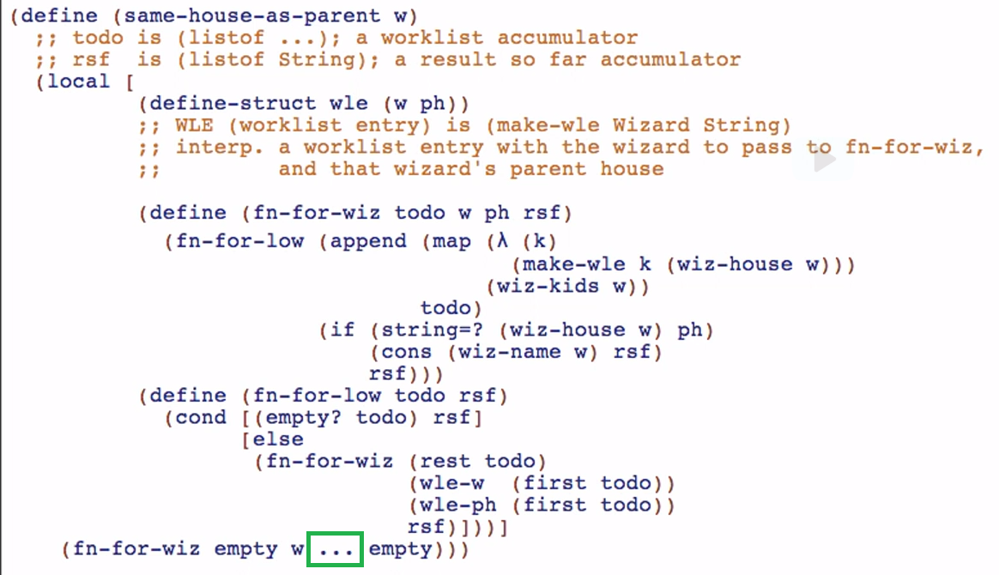 (define (same-house-as-parent w)
;; todo is (listof ...); a worklist accumulator
;; rsf  is (listof String); a result so far accumulator
(local [
(define-struct wle (w ph))
;; WLE (worklist entry) is (make-wle Wizard String)
;; interp. a worklist entry with the wizard to pass to fn-for-wiz,
;;         and that wizard's parent house
(define (fn-for-wiz todo w ph rsf)
(fn-for-low (append (map (λ (k)
(make-wle k (wiz-house w)))
(wiz-kids w))
todo)
(if (string=? (wiz-house w) ph)
(cons (wiz-name w) rsf)
rsf)))
(define (fn-for-low todo rsf)
(cond [(empty? todo) rsf]
[else
(fn-for-wiz (rest todo)
(wle-w  (first todo))
(wle-ph (first todo))
rsf)]))]
(fn-for-wiz empty w ... empty)))